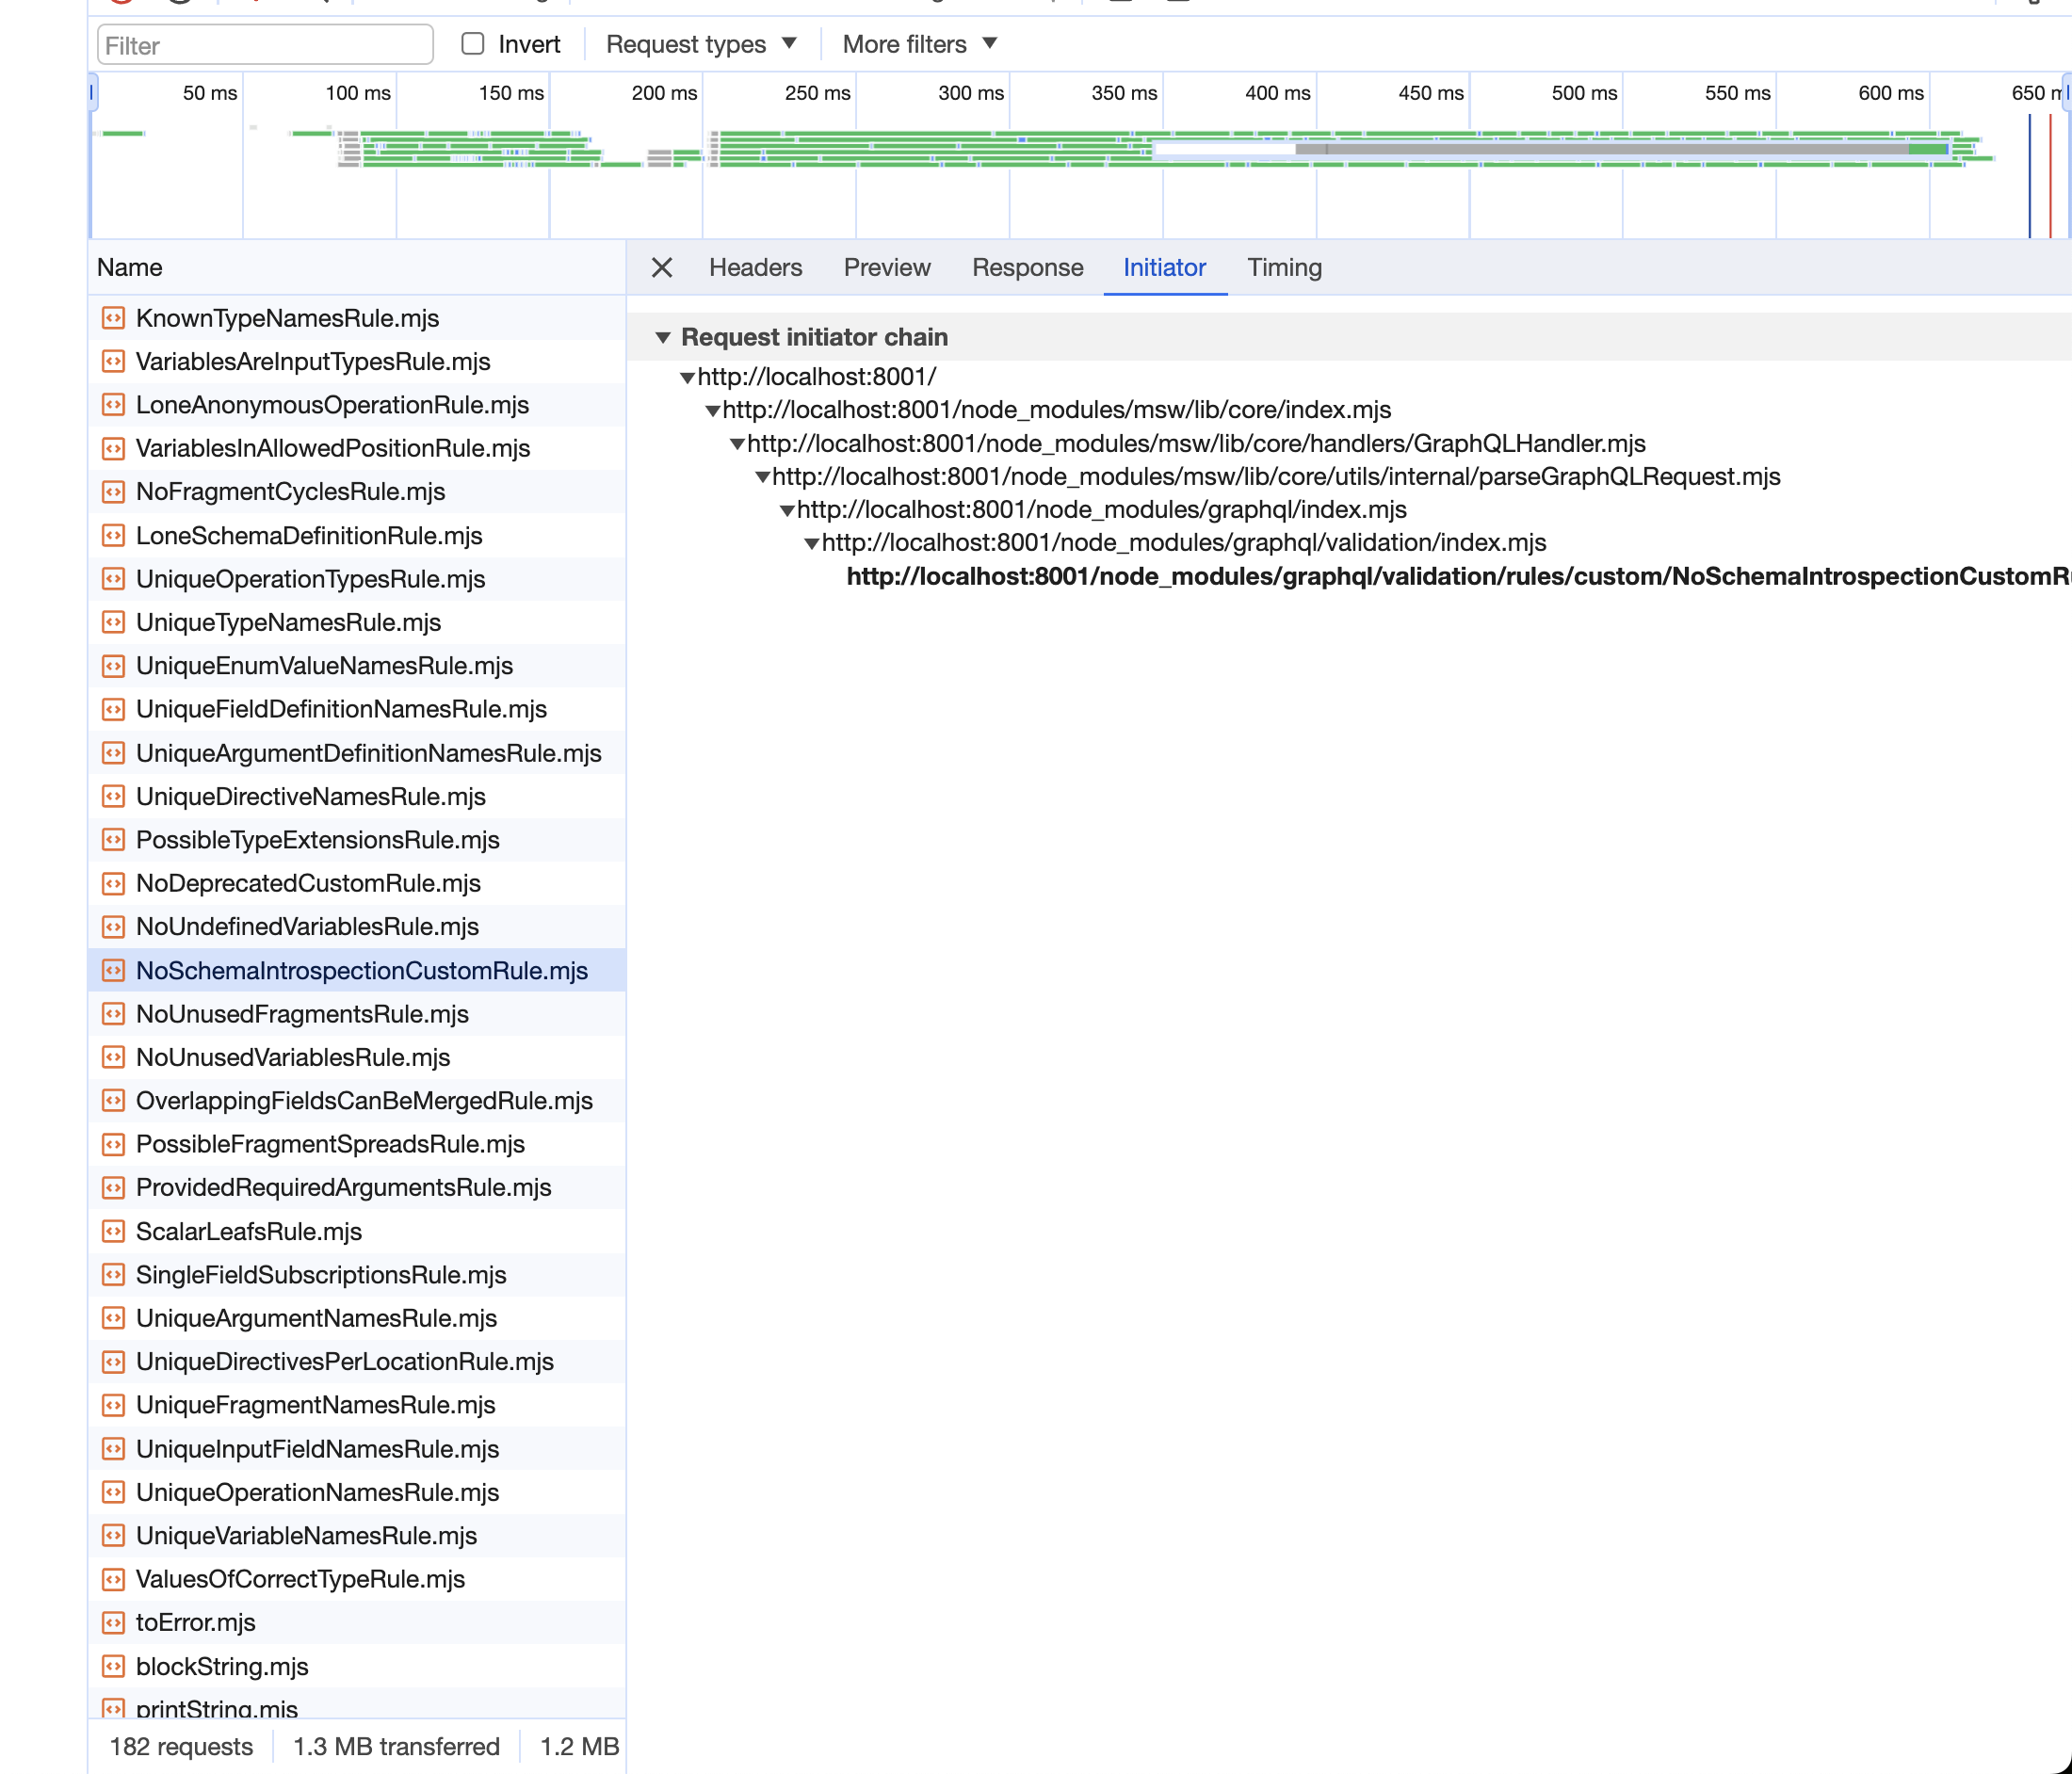 Filter
Invert
Request types
More filters
50 ms
100 ms
150 ms
200 ms
250 ms
300 ms
350 ms
400 ms
450 ms
500 ms
550 ms
600 ms
650 m
Name
Headers
Preview
Response
Initiator
Timing
KnownTypeNamesRule.mjs
VariablesAreInputTypesRule.mjs
LoneAnonymousOperationRule.mjs
VariablesInAllowedPositionRule.mjs
NoFragmentCyclesRule.mjs
LoneSchemaDefinitionRule.mjs
UniqueOperationTypesRule.mjs
UniqueTypeNamesRule.mjs
UniqueEnumValueNamesRule.mjs
UniqueFieldDefinitionNamesRule.mjs
UniqueArgumentDefinitionNamesRule.mjs
UniqueDirectiveNamesRule.mjs
PossibleTypeExtensionsRule.mjs
NoDeprecatedCustomRule.mjs
NoUndefinedVariablesRule.mjs
NoSchemaIntrospectionCustomRule.mjs
NoUnusedFragmentsRule.mjs
NoUnusedVariablesRule.mjs
OverlappingFieldsCanBeMergedRule.mjs
PossibleFragmentSpreadsRule.mjs
ProvidedRequiredArgumentsRule.mjs
ScalarLeafsRule.mjs
SingleFieldSubscriptionsRule.mjs
UniqueArgumentNamesRule.mjs
UniqueDirectivesPerLocationRule.mjs
UniqueFragmentNamesRule.mjs
UniqueInputFieldNamesRule.mjs
UniqueOperationNamesRule.mjs
UniqueVariableNamesRule.mjs
ValuesOfCorrectTypeRule.mjs
toError.mjs
blockString.mjs
printString.mjs
182 requests
1.3 MB transferred
1.2 MB
Request initiator chain
http://localhost:8001/
http://localhost:8001/node_modules/msw/lib/core/index.mjs
http://localhost:8001/node_modules/msw/lib/core/handlers/GraphQLHandler.mjs
http://localhost:8001/node_modules/msw/lib/core/utils/internal/parseGraphQLRequest.mjs
http://localhost:8001/node_modules/graphql/index.mjs
http://localhost:8001/node_modules/graphql/validation/index.mjs
http://localhost:8001/node_modules/graphql/validation/rules/custom/NoSchemaIntrospectionCustomR